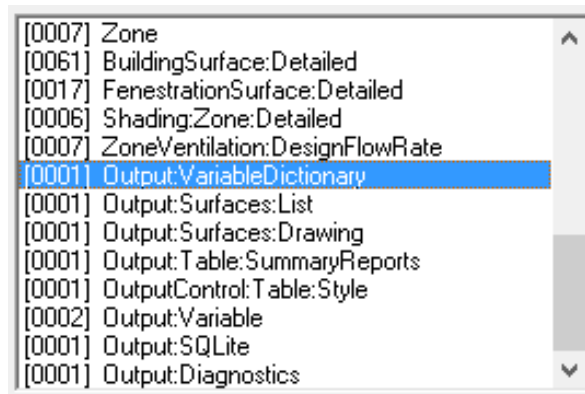 [0007] Zone
[0061] BuildingSurface:Detailed
[0017] FenestrationSurface:Detailed
[0006] Shading:Zone:Detailed
[0007] ZoneVentilation:DesignFlowRate
[0001] Output:VariableDictionary
[0001] Output:Surfaces:List
[0001] Output:Surfaces:Drawing
[0001] Output:Table:SummaryReports
[0001] OutputControl:Table:Style
[0002] Output:Variable
[0001] Output:SQLite
[0001] Output:Diagnostics